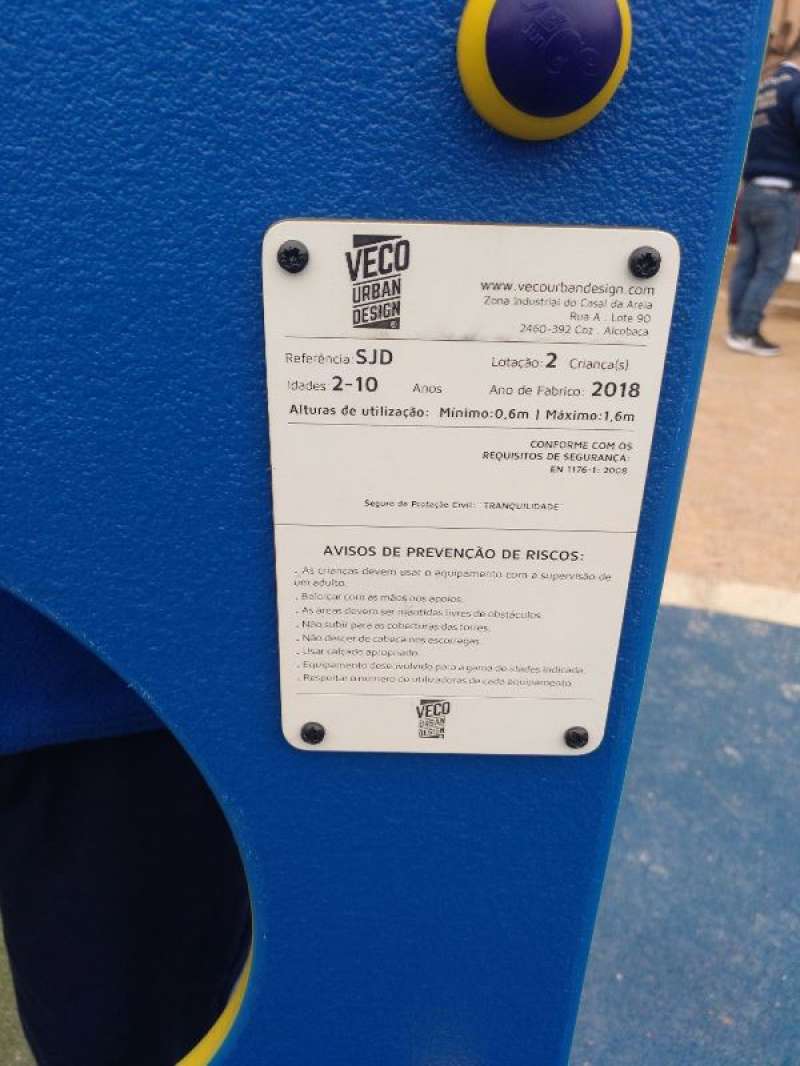 VECO
URBAN
DESIGN
www.vecourbandesign.com
Zona Industrial do Casal da Areia
Rua A . Lote 90
2460-392 Coz . Alcobaça
Referência SJD
Lotação: 2 Criança(s)
Idades 2-10 Anos
Ano de Fabrico: 2018
Alturas de utilização: Mínimo:0,6m | Máximo:1,6m
CONFORME COM OS
REQUISITOS DE SEGURANÇA:
EN 1176-1: 2008
Seguro de Proteção Civil: TRANQUILIDADE
AVISOS DE PREVENÇÃO DE RISCOS:
. As crianças devem usar o equipamento com a supervisão de
um adulto.
. Baloiçar com as mãos nos apoios.
. As áreas devem ser mantidas livres de obstáculos.
. Não subir para as coberturas das torres.
. Não descer de cabeça nos escorregas.
. Usar calçado apropriado.
. Equipamento desenvolvido para a gama de idades indicada.
. Respeitar o número de utilizadores de cada equipamento.
VECO
URBAN
DESIGN